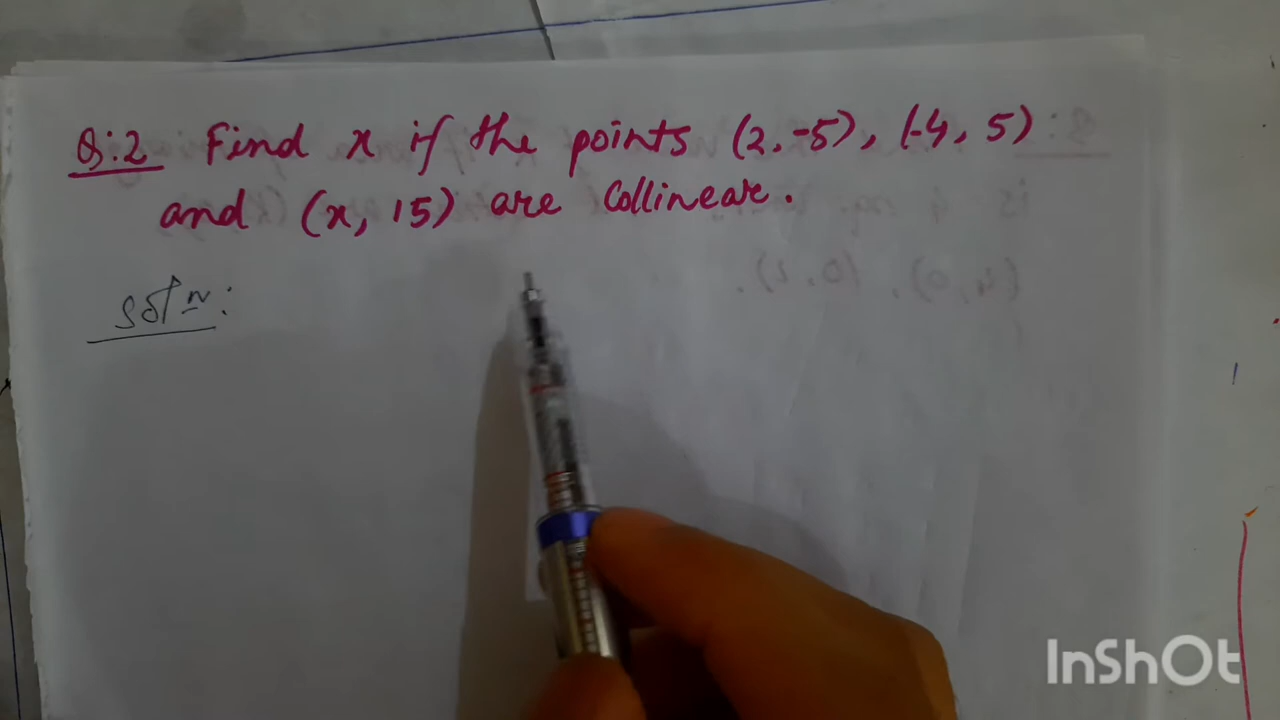 Q:2 Find x if the points (2,-5), (-4, 5)
and (x, 15) are Collinear.
Solⁿ:
InShOt